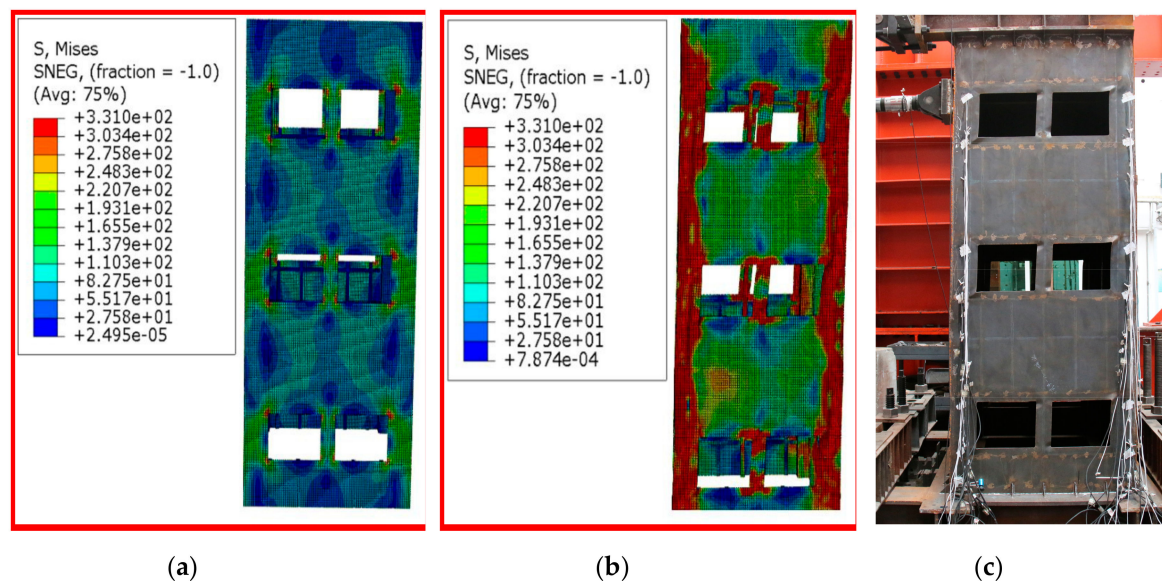 S, Mises
SNEG, (fraction = -1.0)
(Avg: 75%)
+3.310e+02
+3.034e+02
+2.758e+02
+2.483e+02
+2.207e+02
+1.931e+02
+1.655e+02
+1.379e+02
+1.103e+02
+8.275e+01
+5.517e+01
+2.758e+01
+2.495e-05
S, Mises
SNEG, (fraction = -1.0)
(Avg: 75%)
+3.310e+02
+3.034e+02
+2.758e+02
+2.483e+02
+2.207e+02
+1.931e+02
+1.655e+02
+1.379e+02
+1.103e+02
+8.275e+01
+5.517e+01
+2.758e+01
+7.874e-04
(a)
(b)
(c)